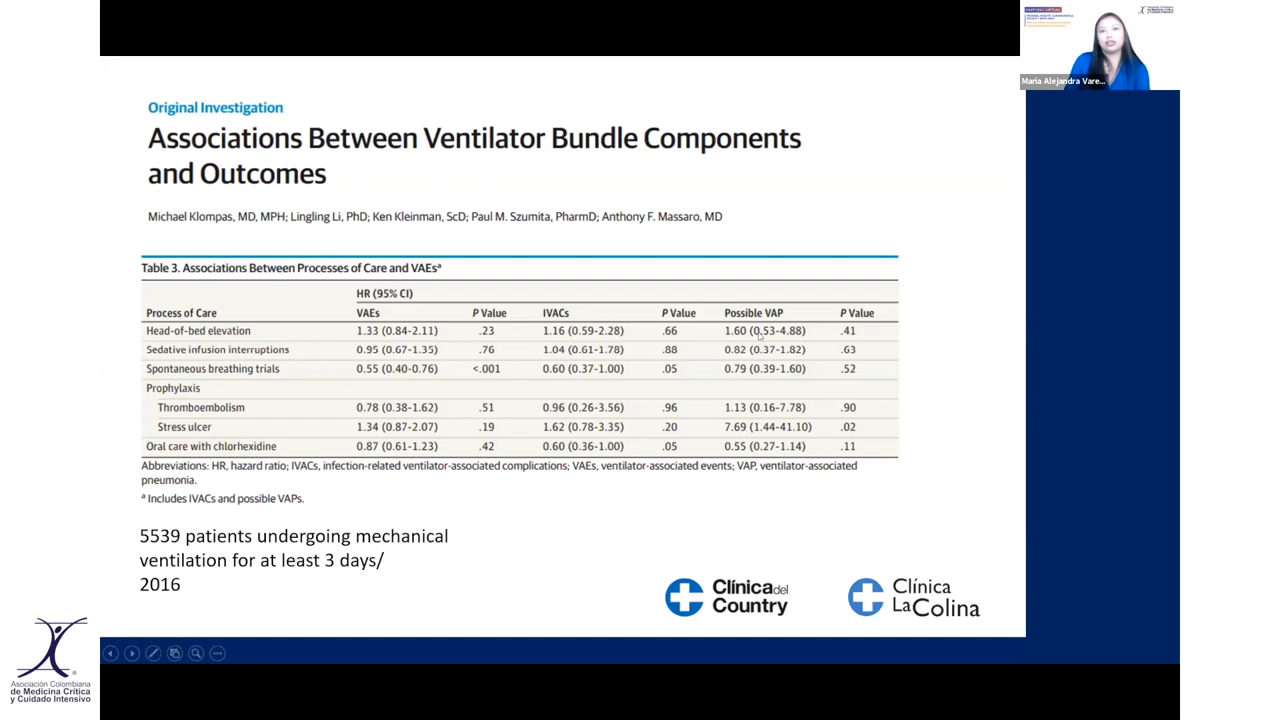 Original Investigation
Associations Between Ventilator Bundle Components
and Outcomes
Michael Klompas, MD, MPH; Lingling Li, PhD; Ken Kleinman, ScD; Paul M. Szumita, PharmD; Anthony F. Massaro, MD
Table 3. Associations Between Processes of Care and VAEsª
HR (95% CI)
Process of Care VAEs P Value IVACs P Value Possible VAP P Value
Head-of-bed elevation 1.33 (0.84-2.11) .23 1.16 (0.59-2.28) .66 1.60 (0.53-4.88) .41
Sedative infusion interruptions 0.95 (0.67-1.35) .76 1.04 (0.61-1.78) .88 0.82 (0.37-1.82) .63
Spontaneous breathing trials 0.55 (0.40-0.76) <.001 0.60 (0.37-1.00) .05 0.79 (0.39-1.60) .52
Prophylaxis
Thromboembolism 0.78 (0.38-1.62) .51 0.96 (0.26-3.56) .96 1.13 (0.16-7.78) .90
Stress ulcer 1.34 (0.87-2.07) .19 1.62 (0.78-3.35) .20 7.69 (1.44-41.10) .02
Oral care with chlorhexidine 0.87 (0.61-1.23) .42 0.60 (0.36-1.00) .05 0.55 (0.27-1.14) .11
Abbreviations: HR, hazard ratio; IVACs, infection-related ventilator-associated complications; VAEs, ventilator-associated events; VAP, ventilator-associated
pneumonia.
ª Includes IVACs and possible VAPs.
5539 patients undergoing mechanical
ventilation for at least 3 days/
2016
Clínica del
Country
Clínica
La Colina
Maria Alejandra Vare...
SIMPOSIO VIRTUAL
Asociación Colombiana
de Medicina Crítica
y Cuidado Intensivo
®